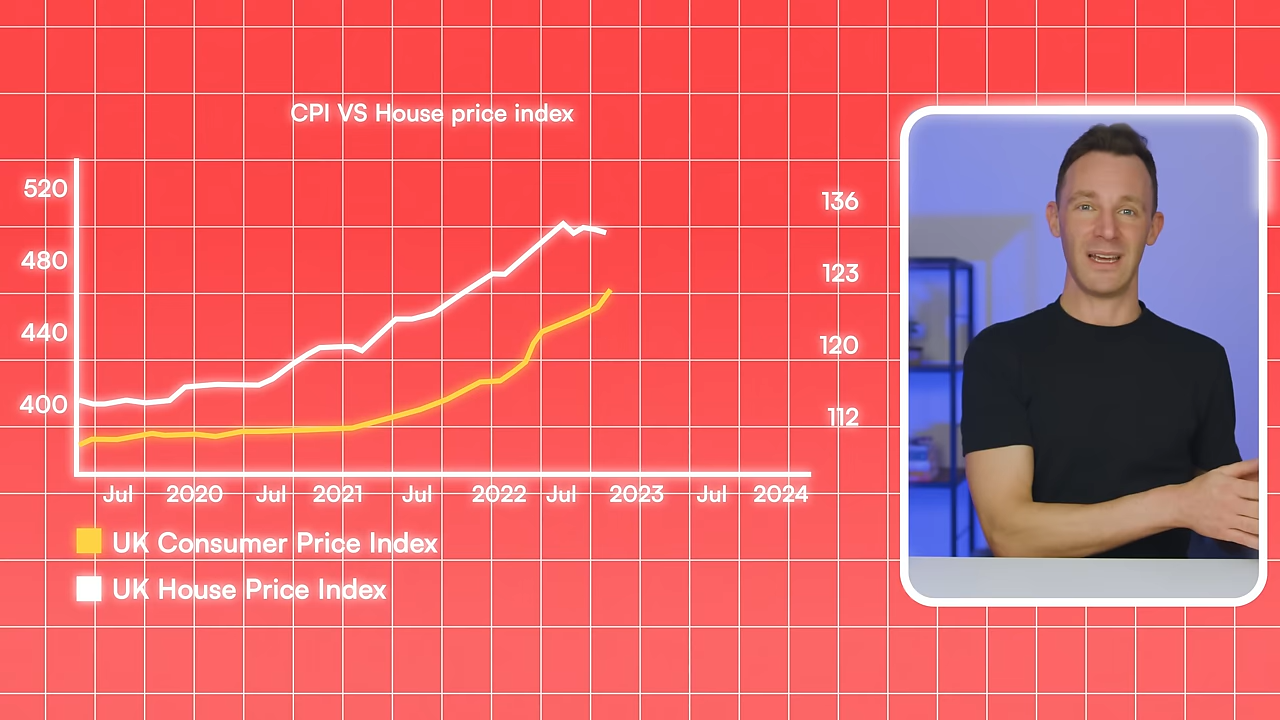 CPI VS House price index
520
480
440
400
136
123
120
112
Jul 2020 Jul 2021 Jul 2022 Jul 2023 Jul 2024
UK Consumer Price Index
UK House Price Index